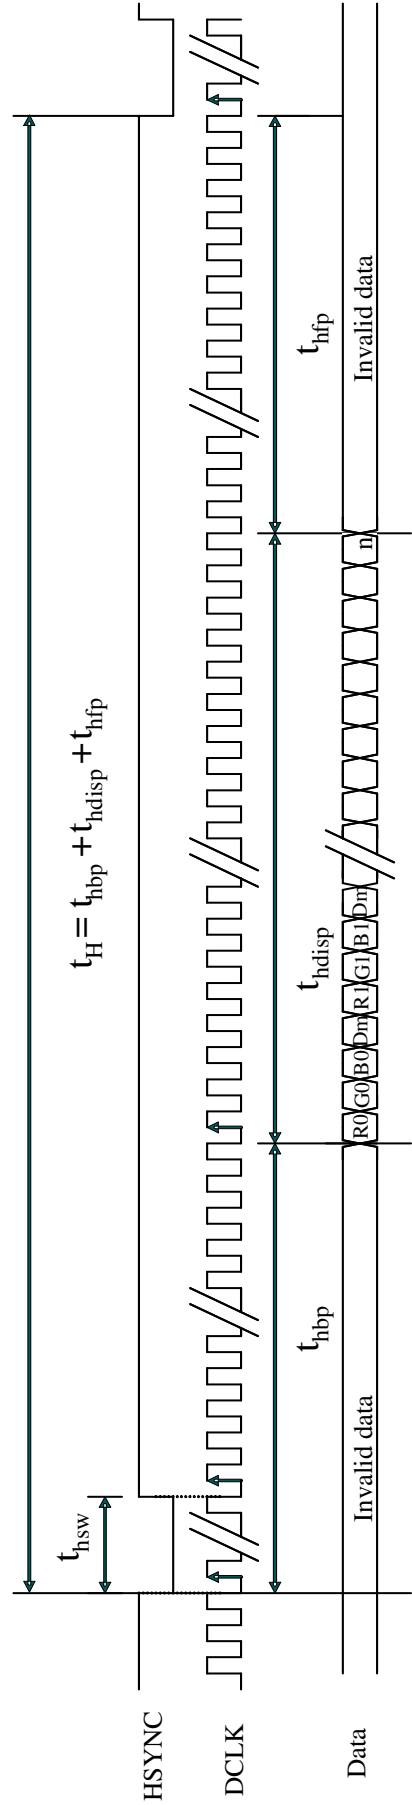 t_H = t_hbp + t_hdisp + t_hfp
t_hsw
HSYNC
DCLK
t_hbp
t_hdisp
t_hfp
Data
Invalid data
R0 G0 B0 Dm R1 G1 B1 Dm
n
Invalid data